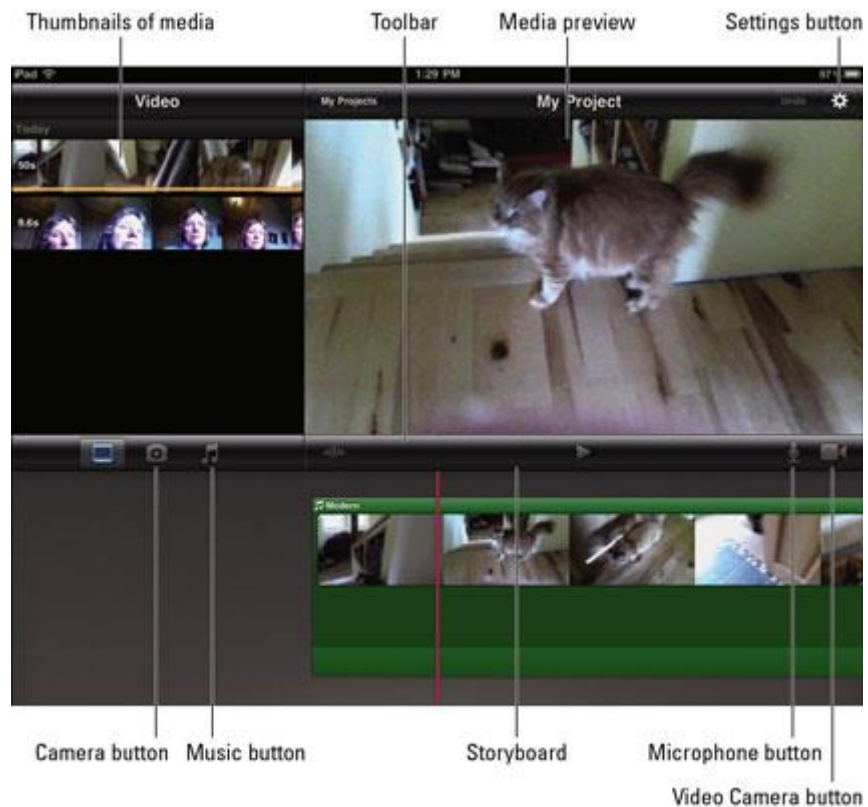 Thumbnails of media Toolbar Media preview Settings button
iPad 1:29 PM 97%
Video My Projects My Project Undo
Today
50s
9.6s
Modern
Camera button Music button Storyboard Microphone button
Video Camera button